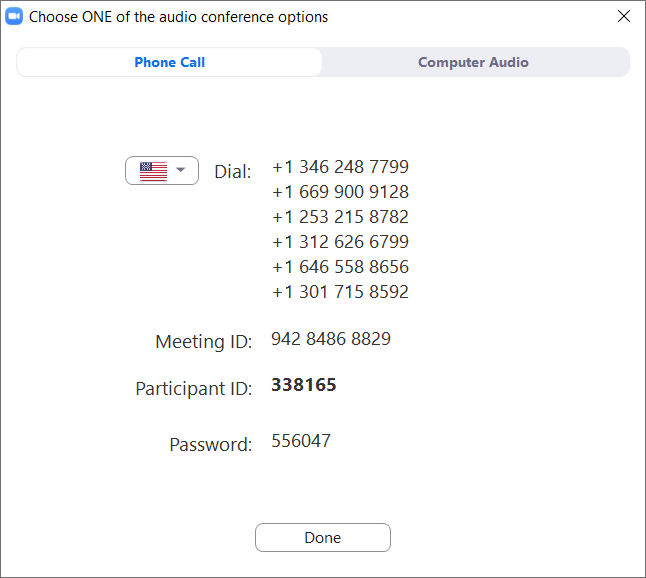 Choose ONE of the audio conference options
Phone Call
Computer Audio
Dial: +1 346 248 7799
+1 669 900 9128
+1 253 215 8782
+1 312 626 6799
+1 646 558 8656
+1 301 715 8592
Meeting ID: 942 8486 8829
Participant ID: 338165
Password: 556047
Done